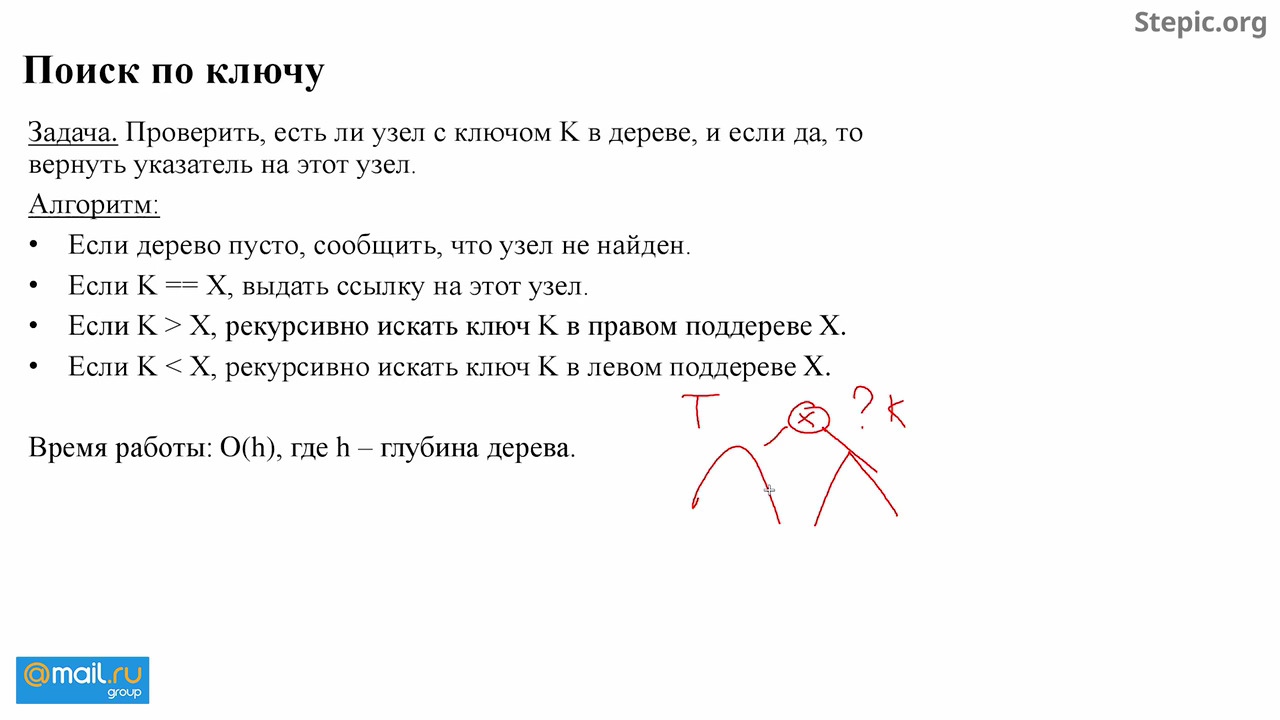 Stepic.org
Поиск по ключу
Задача. Проверить, есть ли узел с ключом K в дереве, и если да, то
вернуть указатель на этот узел.
Алгоритм:
• Если дерево пусто, сообщить, что узел не найден.
• Если K == X, выдать ссылку на этот узел.
• Если K > X, рекурсивно искать ключ K в правом поддереве X.
• Если K < X, рекурсивно искать ключ K в левом поддереве X.
T X ? K
Время работы: O(h), где h – глубина дерева.
@mail.ru
group